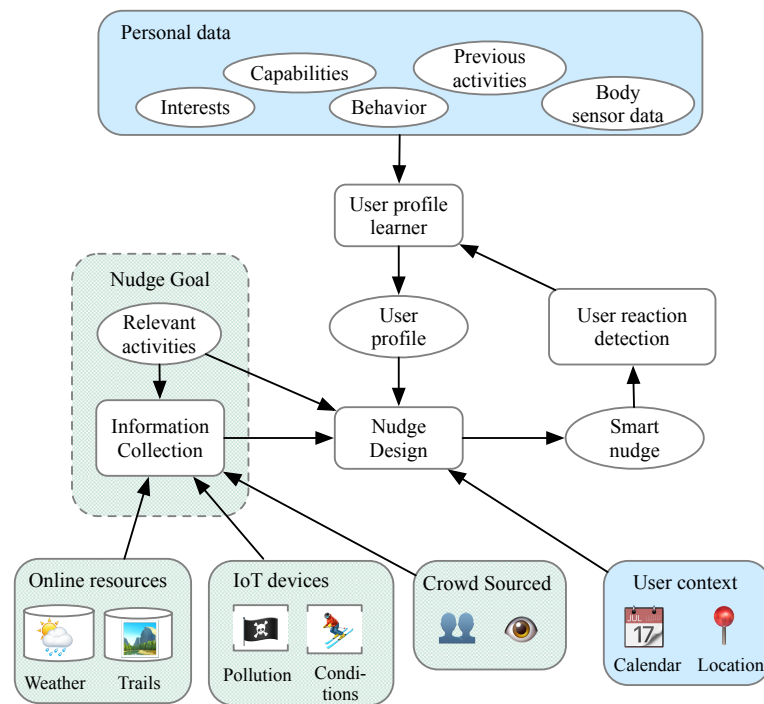 Personal data
Capabilities
Previous
activities
Interests
Behavior
Body
sensor data
User profile
learner
Nudge Goal
Relevant
activities
User
profile
User reaction
detection
Information
Collection
Nudge
Design
Smart
nudge
Online resources
Weather
Trails
IoT devices
Pollution
Condi-
tions
Crowd Sourced
User context
JUL
17
Calendar
Location